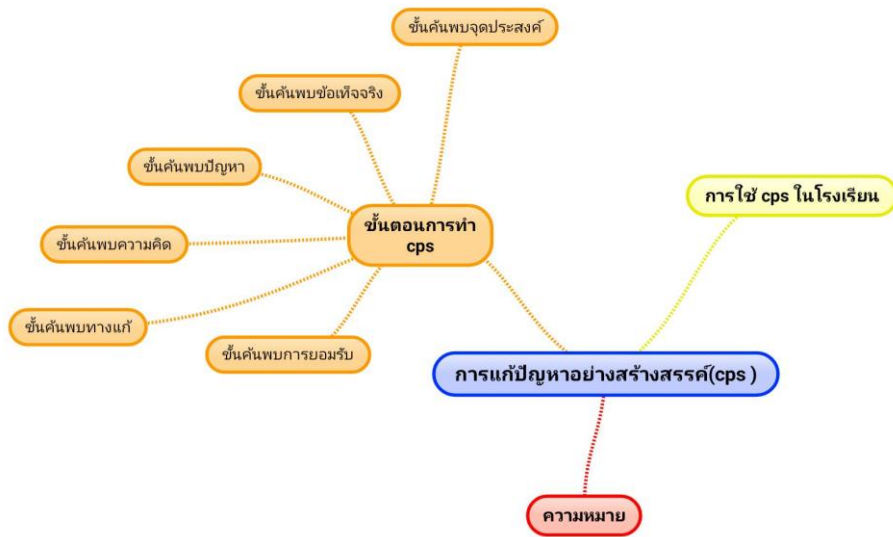 ขั้นค้นพบจุดประสงค์
ขั้นค้นพบข้อเท็จจริง
ขั้นค้นพบปัญหา
ขั้นค้นพบความคิด
ขั้นค้นพบทางแก้
ขั้นค้นพบการยอมรับ
ขั้นตอนการทำ
cps
การใช้ cps ในโรงเรียน
การแก้ปัญหาอย่างสร้างสรรค์(cps )
ความหมาย